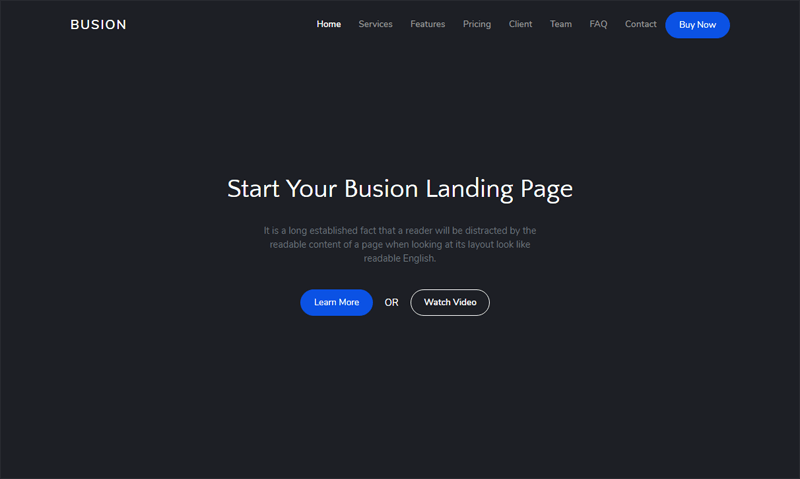 BUSION Home Services Features Pricing Client Team FAQ Contact Buy Now
Start Your Busion Landing Page
It is a long established fact that a reader will be distracted by the
readable content of a page when looking at its layout look like
readable English.
Learn More OR Watch Video